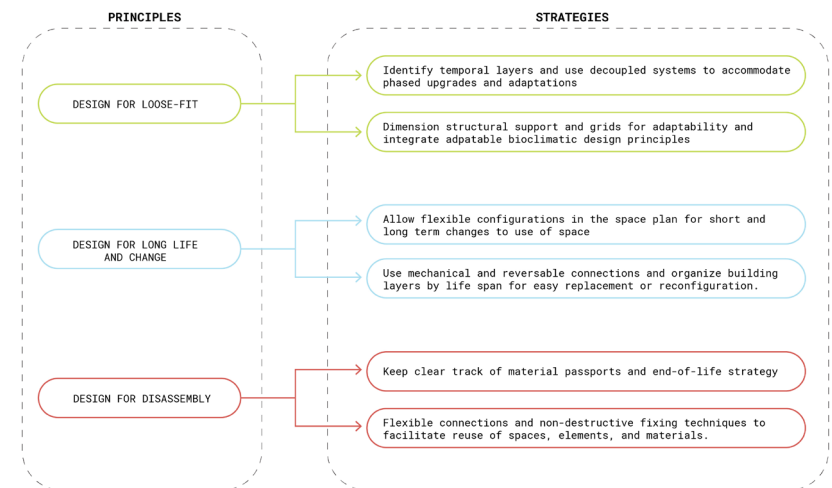 PRINCIPLES
STRATEGIES
DESIGN FOR LOOSE-FIT
Identify temporal layers and use decoupled systems to accommodate
phased upgrades and adaptations
Dimension structural support and grids for adaptability and
integrate adpatable bioclimatic design principles
DESIGN FOR LONG LIFE
AND CHANGE
Allow flexible configurations in the space plan for short and
long term changes to use of space
Use mechanical and reversable connections and organize building
layers by life span for easy replacement or reconfiguration.
DESIGN FOR DISASSEMBLY
Keep clear track of material passports and end-of-life strategy
Flexible connections and non-destructive fixing techniques to
facilitate reuse of spaces, elements, and materials.